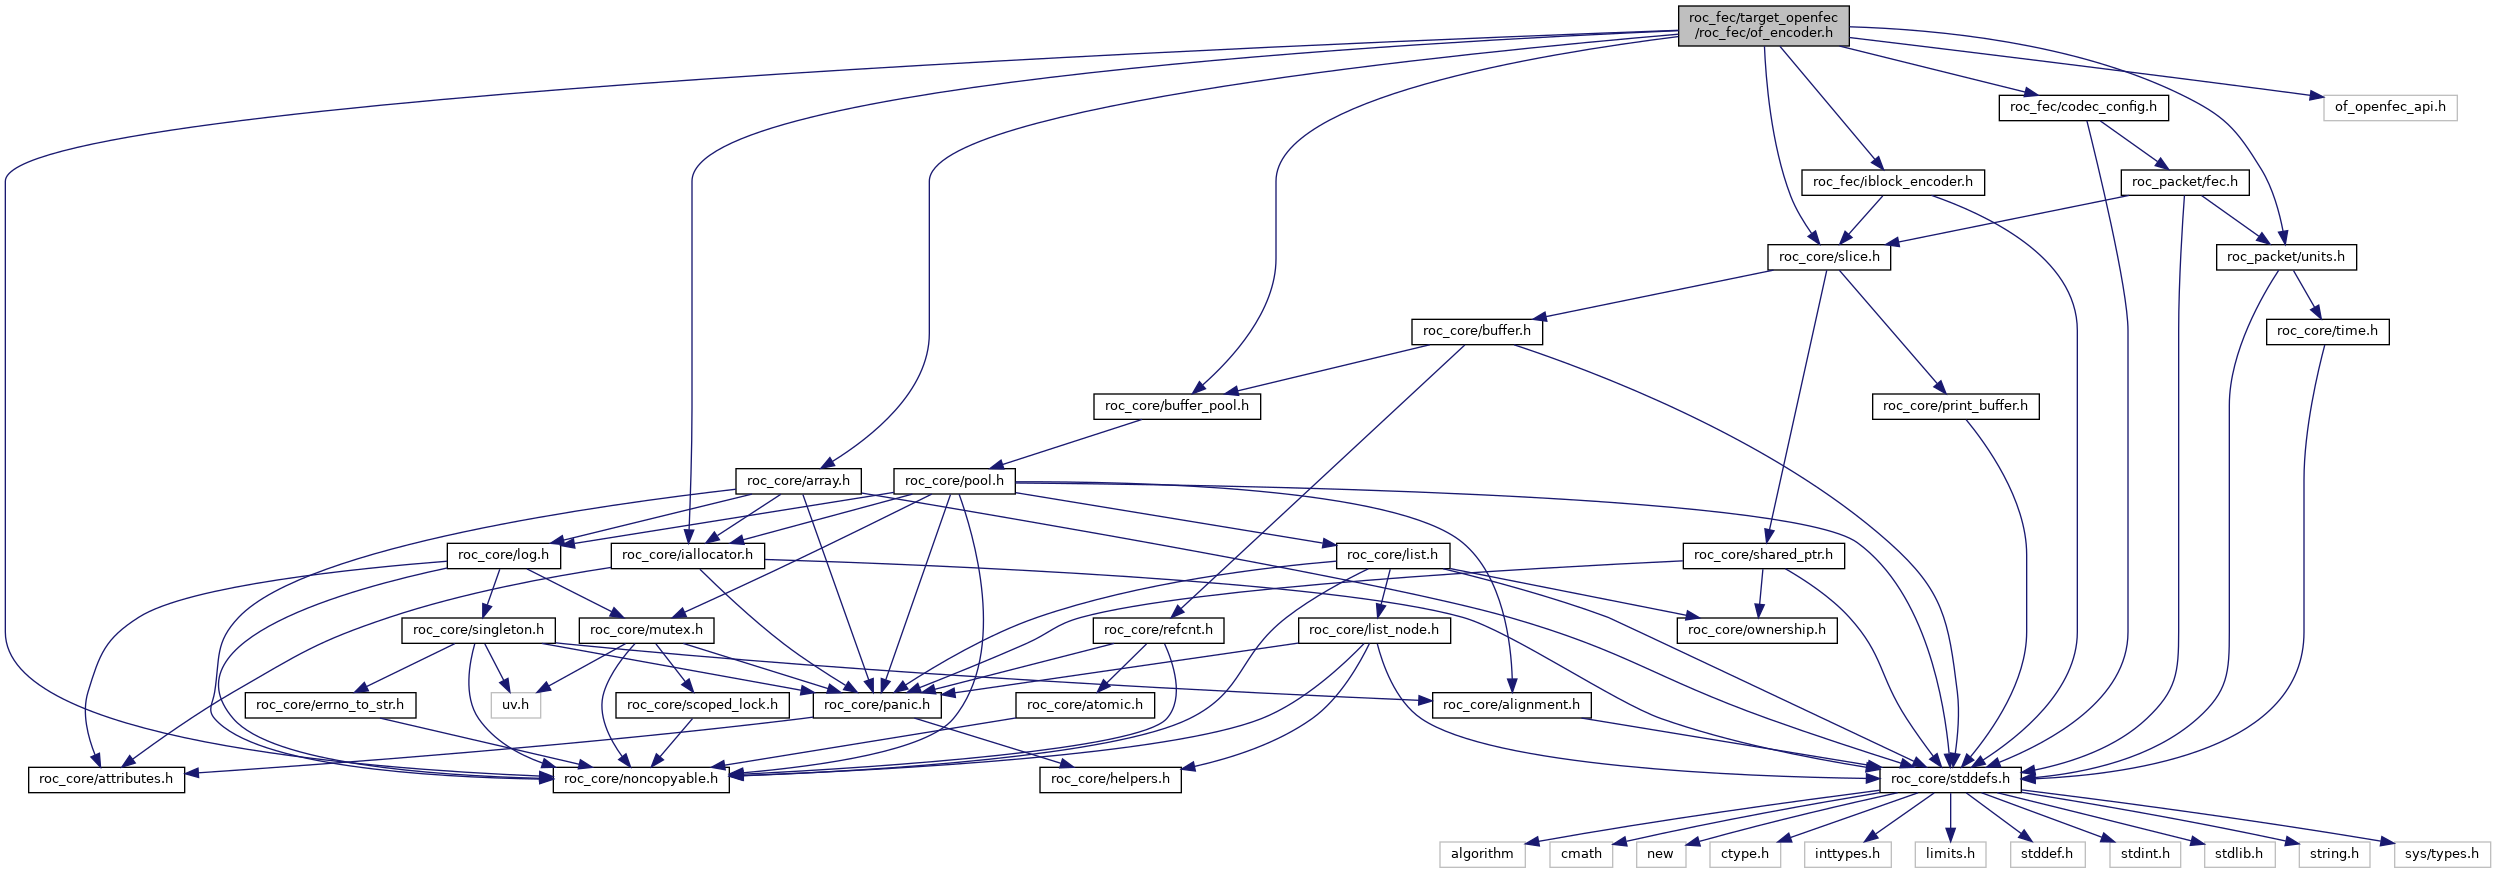 roc_fec/target_openfec
/roc_fec/of_encoder.h
roc_fec/codec_config.h
of_openfec_api.h
roc_fec/iblock_encoder.h
roc_packet/fec.h
roc_core/slice.h
roc_packet/units.h
roc_core/buffer.h
roc_core/time.h
roc_core/buffer_pool.h
roc_core/print_buffer.h
roc_core/array.h
roc_core/pool.h
roc_core/log.h
roc_core/iallocator.h
roc_core/list.h
roc_core/shared_ptr.h
roc_core/singleton.h
roc_core/mutex.h
roc_core/refcnt.h
roc_core/list_node.h
roc_core/ownership.h
roc_core/errno_to_str.h
uv.h
roc_core/scoped_lock.h
roc_core/panic.h
roc_core/atomic.h
roc_core/alignment.h
roc_core/attributes.h
roc_core/noncopyable.h
roc_core/helpers.h
roc_core/stddefs.h
algorithm
cmath
new
ctype.h
inttypes.h
limits.h
stddef.h
stdint.h
stdlib.h
string.h
sys/types.h